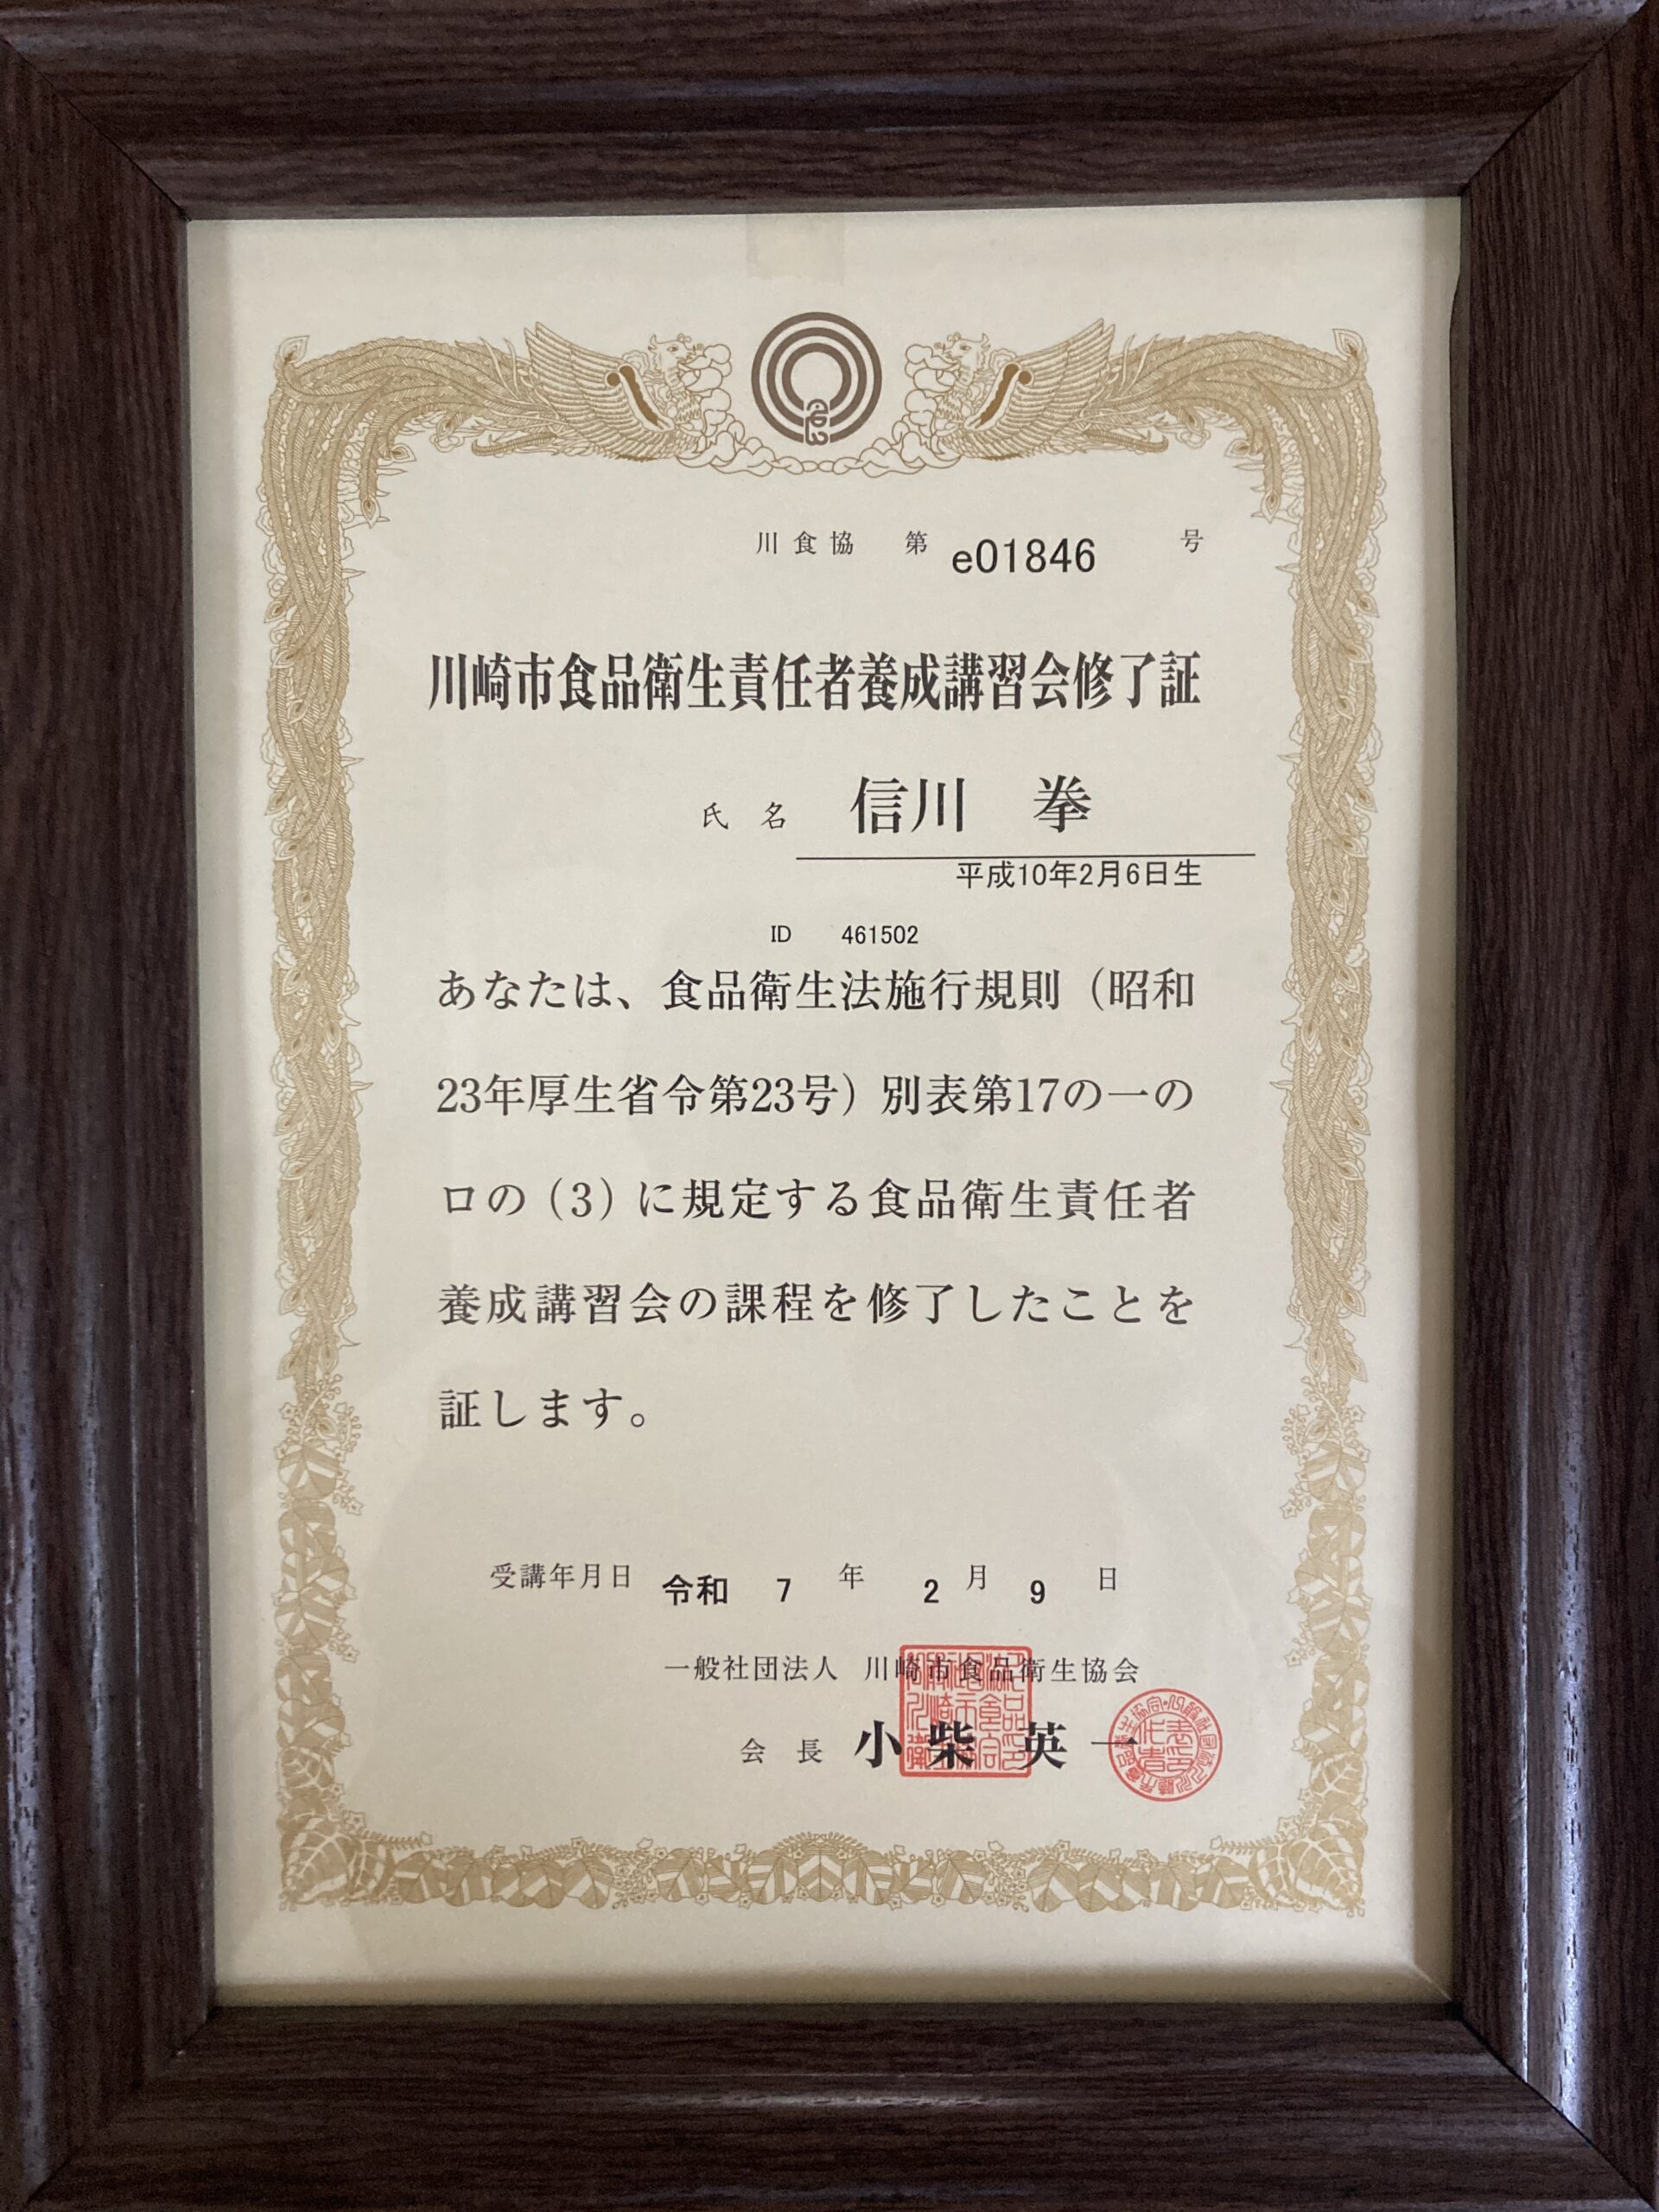 川食協 第 e01846 号
川崎市食品衛生責任者養成講習会修了証
氏名 信川 拳
平成10年2月6日生
ID 461502
あなたは、食品衛生法施行規則（昭和
23年厚生省令第23号）別表第17の一の
ロの（3）に規定する食品衛生責任者
養成講習会の課程を修了したことを
証します。
受講年月日 令和 7 年 2 月 9 日
一般社団法人 川崎市食品衛生協会
会長 小柴英一